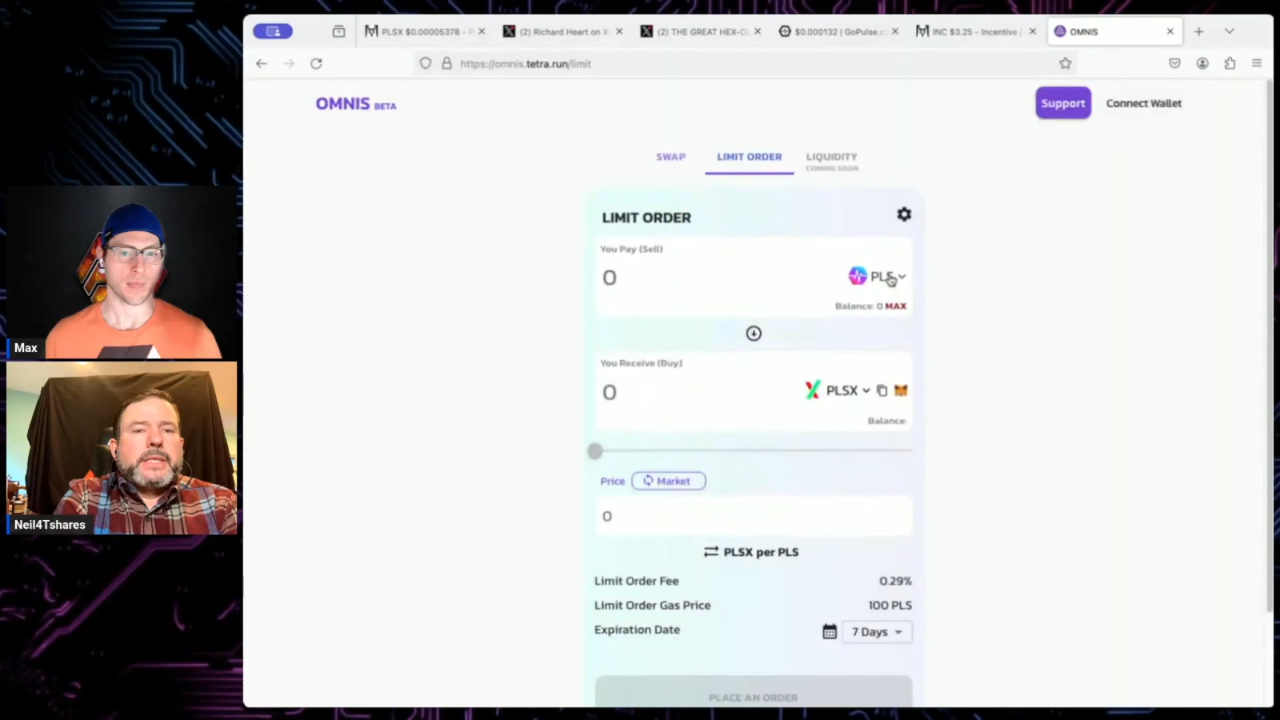 PLSX $0.00005378 - P
(2) Richard Heart on X:
(2) THE GREAT HEX-O
$0.000132 | GoPulse.c
INC $3.25 - Incentive
OMNIS
https://omnis.tetra.run/limit
OMNIS BETA
Support
Connect Wallet
SWAP
LIMIT ORDER
LIQUIDITY
COMING SOON
LIMIT ORDER
You Pay (Sell)
0
PLS
Balance: 0 MAX
You Receive (Buy)
0
PLSX
Balance:
Price
Market
0
PLSX per PLS
Limit Order Fee
0.29%
Limit Order Gas Price
100 PLS
Expiration Date
7 Days
PLACE AN ORDER
Max
Neil4Tshares